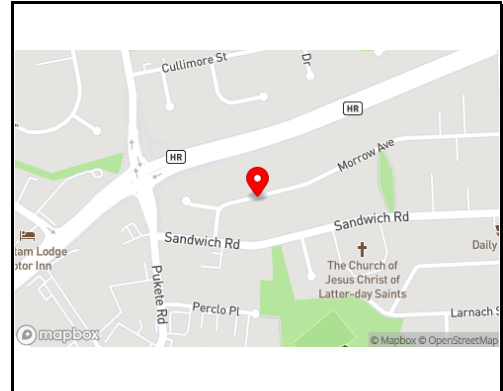 Cullimore St
Dr
HR
HR
Morrow Ave
Sandwich Rd
Sandwich Rd
tam Lodge
otor Inn
Daily
The Church of
Jesus Christ of
Latter-day Saints
Pukete Rd
Perclo Pl
Larnach S
mapbox
© Mapbox © OpenStreetMap